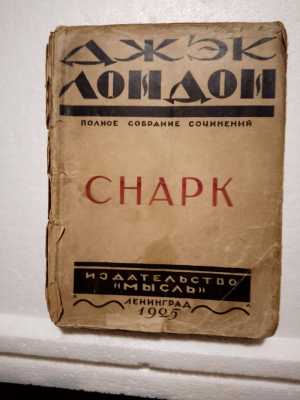 ДЖЭК
ЛОНДОН
ПОЛНОЕ СОБРАНИЕ СОЧИНЕНИЙ
СНАРК
ИЗДАТЕЛЬСТВО
"МЫСЛЬ"
ЛЕНИНГРАД
1925